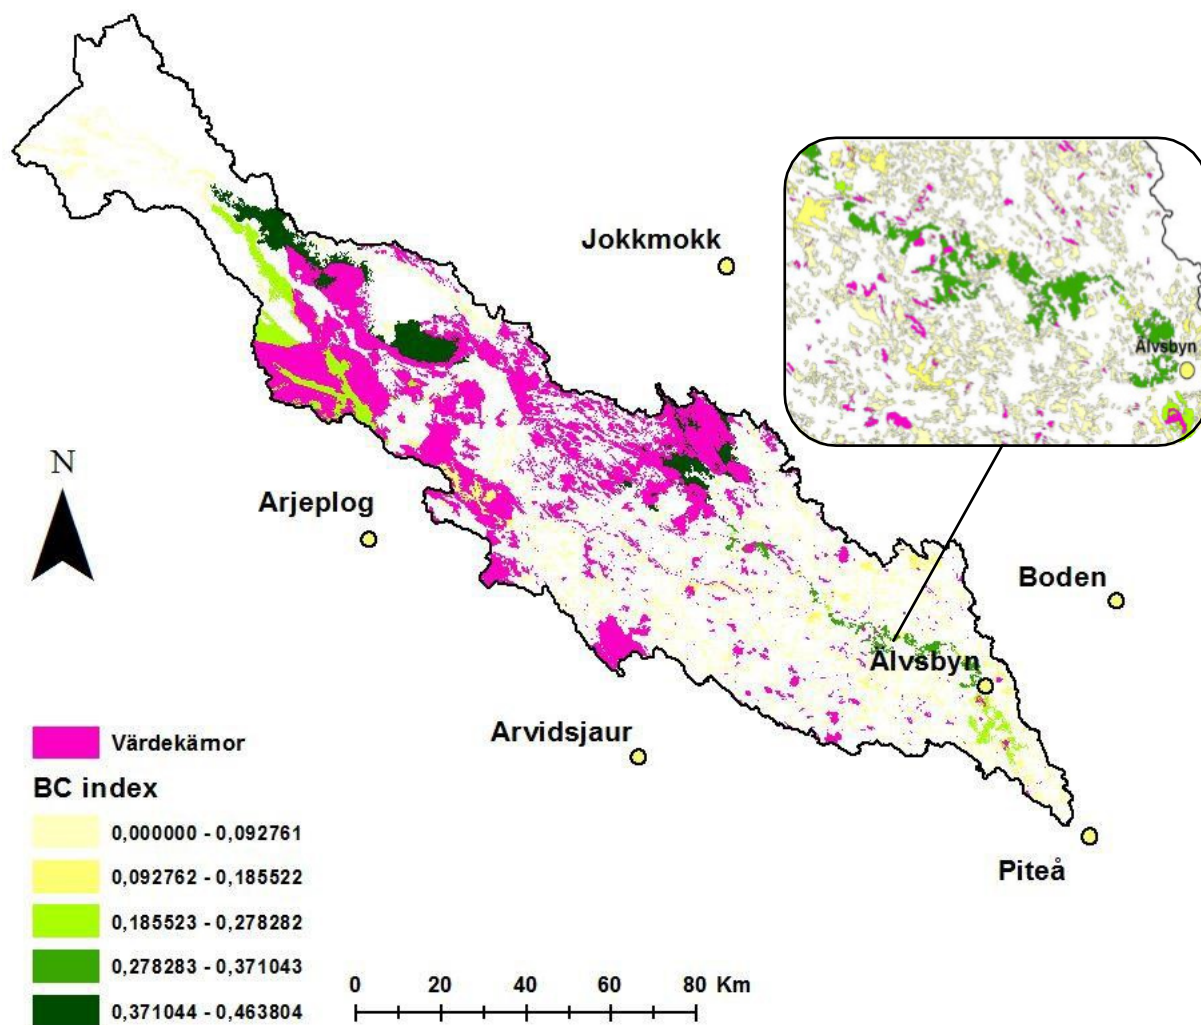 Jokkmokk
Älvsbyn
N
Arjeplog
Boden
Älvsbyn
Arvidsjaur
Värdekärnor
BC index
0,000000 - 0,092761
0,092762 - 0,185522
Piteå
0,185523 - 0,278282
0,278283 - 0,371043
0,371044 - 0,463804
0 20 40 60 80 Km